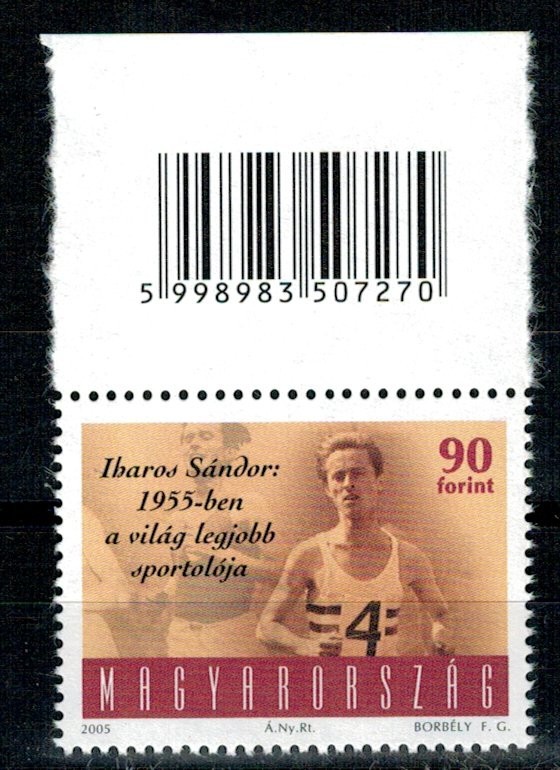 5 998983 507270
Iharos Sándor:
1955-ben
a világ legjobb
sportolója
90
forint
4
MAGYARORSZÁG
2005 Á.Ny.Rt. BORBÉLY F. G.